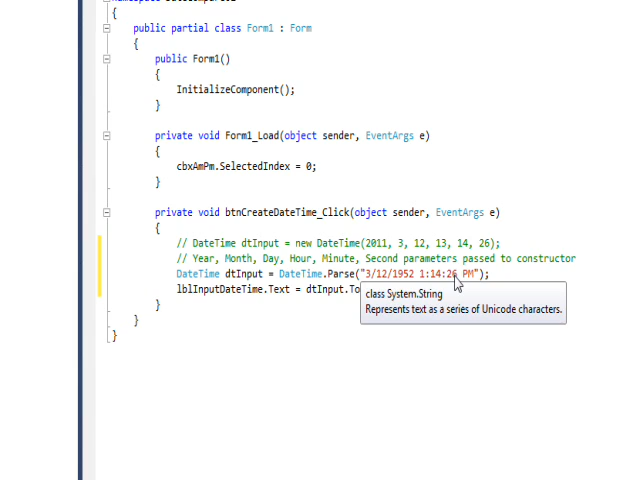 {
public partial class Form1 : Form
{
public Form1()
{
InitializeComponent();
}
private void Form1_Load(object sender, EventArgs e)
{
cbxAmPm.SelectedIndex = 0;
}
private void btnCreateDateTime_Click(object sender, EventArgs e)
{
// DateTime dtInput = new DateTime(2011, 3, 12, 13, 14, 26);
// Year, Month, Day, Hour, Minute, Second parameters passed to constructor
DateTime dtInput = DateTime.Parse("3/12/1952 1:14:26 PM");
lblInputDateTime.Text = dtInput.To
class System.String
Represents text as a series of Unicode characters.
}
}
}